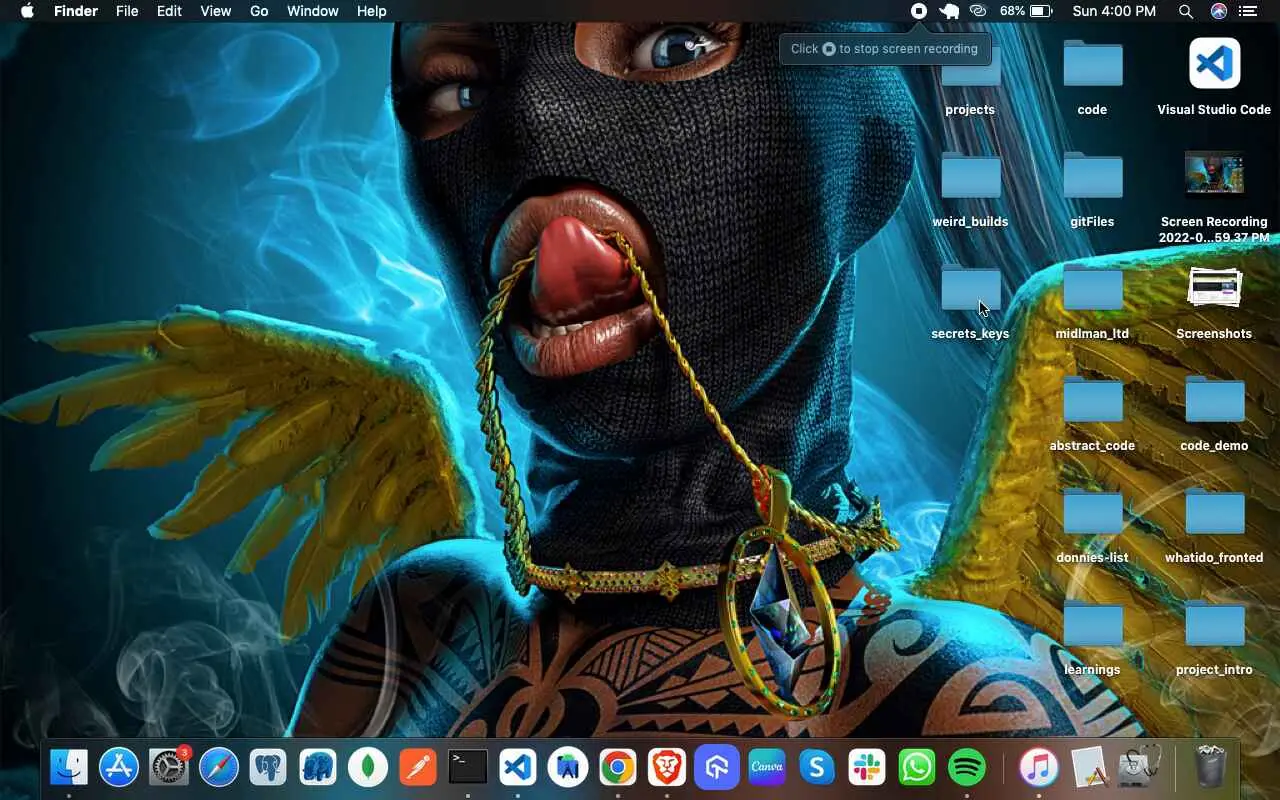 Finder File Edit View Go Window Help 68% Sun 4:00 PM
Click to stop screen recording
projects code Visual Studio Code
weird_builds gitFiles Screen Recording
2022-0...59.37 PM
secrets_keys midlman_ltd Screenshots
abstract_code code_demo
donnies-list whatido_fronted
learnings project_intro
3
>_
AI
Canva